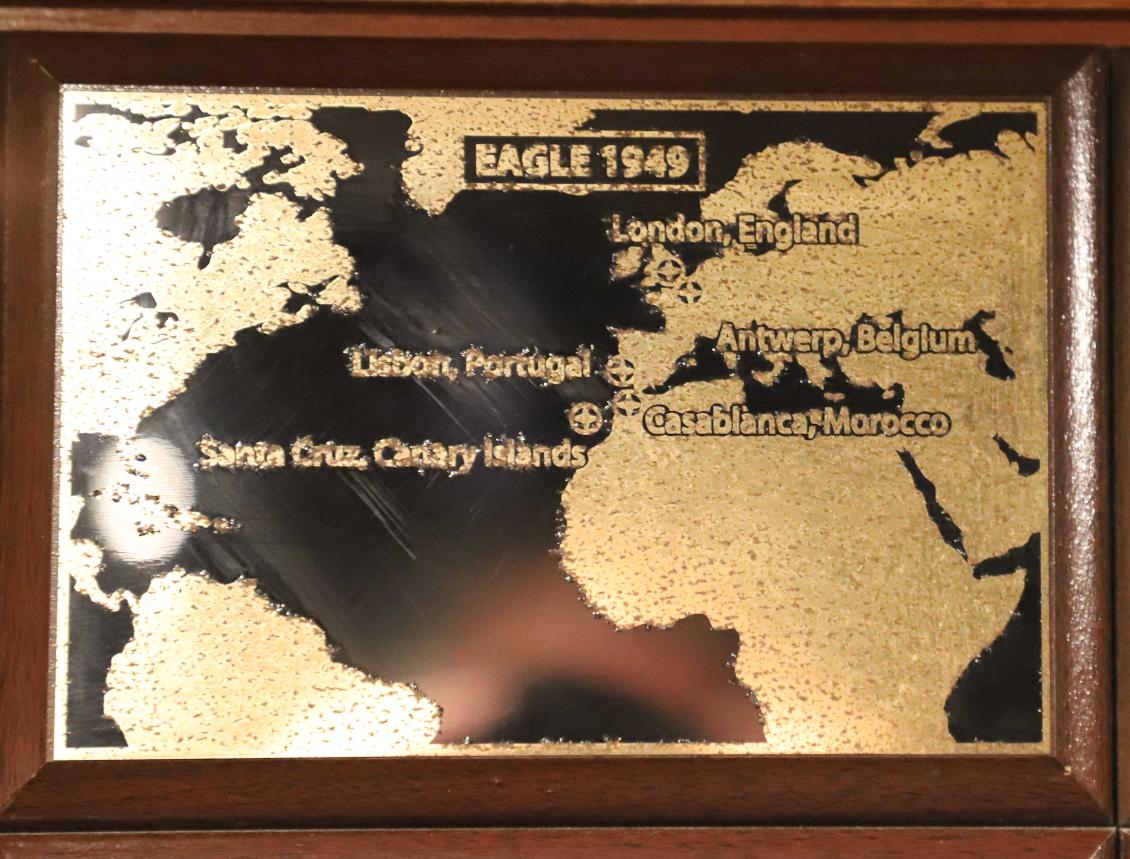 EAGLE 1949
London, England
Antwerp, Belgium
Lisbon, Portugal
Casablanca, Morocco
Santa Cruz, Canary Islands